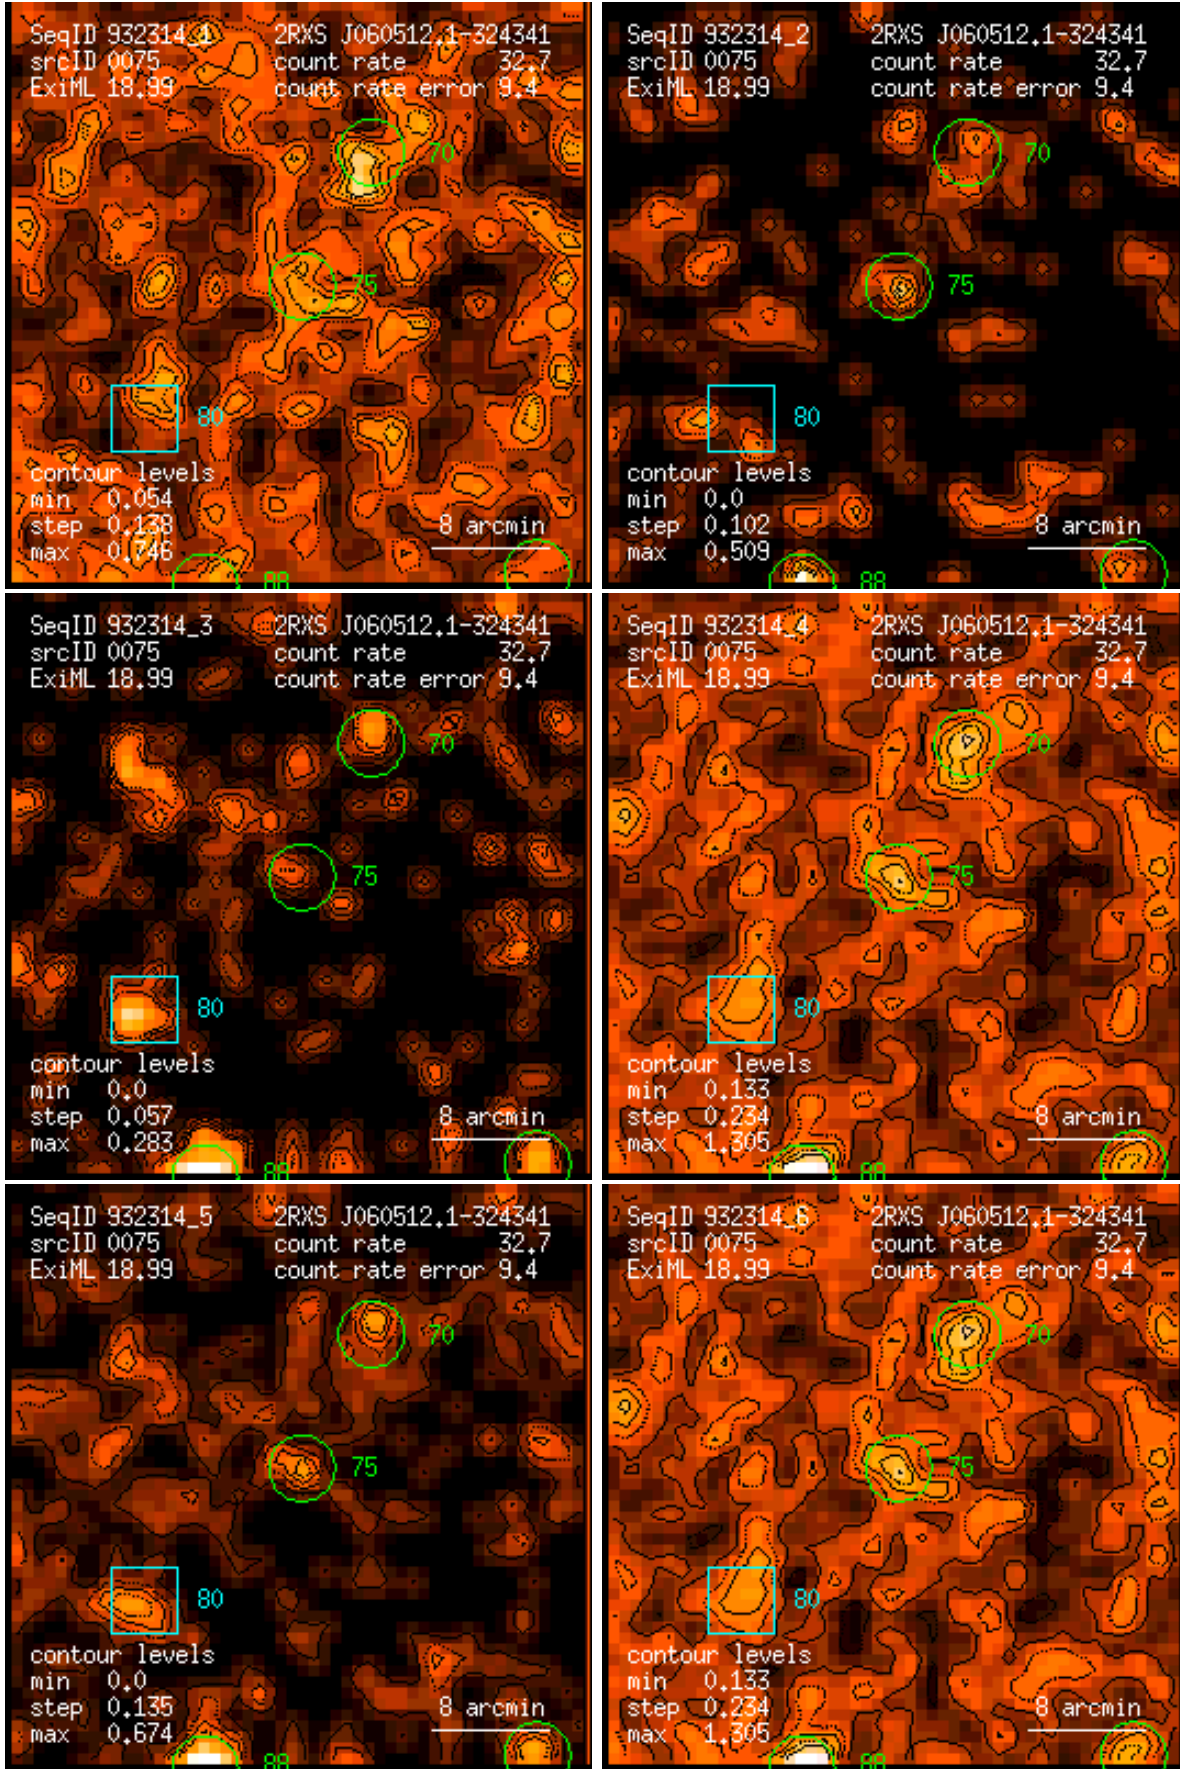 SeqID 932314_1 2RXS J060512.1-324341
srcID 0075 count rate 32.7
ExiML 18.99 count rate error 9.4
70
75
80
contour levels
min 0.054
step 0.138
max 0.746
8 arcmin
88
SeqID 932314_2 2RXS J060512.1-324341
srcID 0075 count rate 32.7
ExiML 18.99 count rate error 9.4
70
75
80
contour levels
min 0.0
step 0.102
max 0.509
8 arcmin
88
SeqID 932314_3 2RXS J060512.1-324341
srcID 0075 count rate 32.7
ExiML 18.99 count rate error 9.4
70
75
80
contour levels
min 0.0
step 0.057
max 0.283
8 arcmin
88
SeqID 932314_4 2RXS J060512.1-324341
srcID 0075 count rate 32.7
ExiML 18.99 count rate error 9.4
70
75
80
contour levels
min 0.133
step 0.234
max 1.305
8 arcmin
88
SeqID 932314_5 2RXS J060512.1-324341
srcID 0075 count rate 32.7
ExiML 18.99 count rate error 9.4
70
75
80
contour levels
min 0.0
step 0.135
max 0.674
8 arcmin
88
SeqID 932314_6 2RXS J060512.1-324341
srcID 0075 count rate 32.7
ExiML 18.99 count rate error 9.4
70
75
80
contour levels
min 0.133
step 0.234
max 1.305
8 arcmin
88